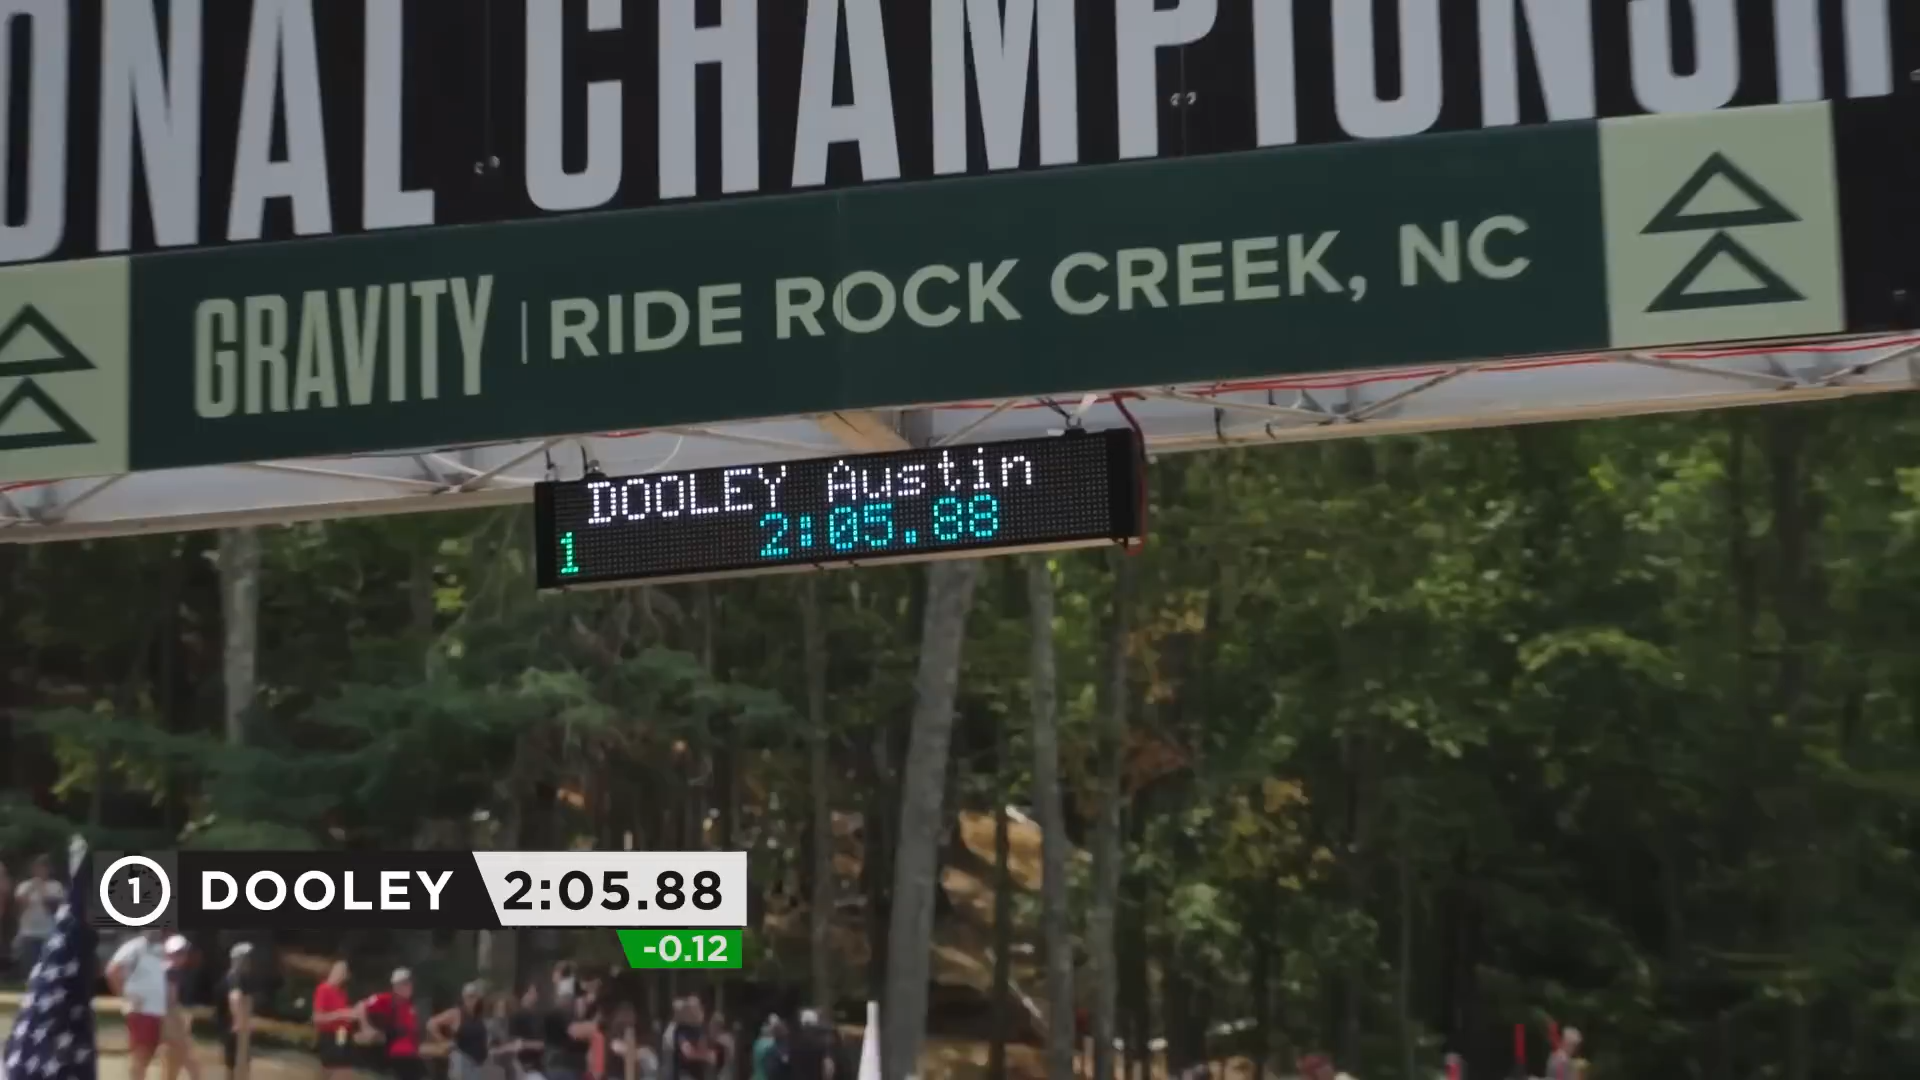 ONAL CHAMPIONSH
GRAVITY | RIDE ROCK CREEK, NC
DOOLEY Austin
1 2:05.88
1 DOOLEY 2:05.88
-0.12